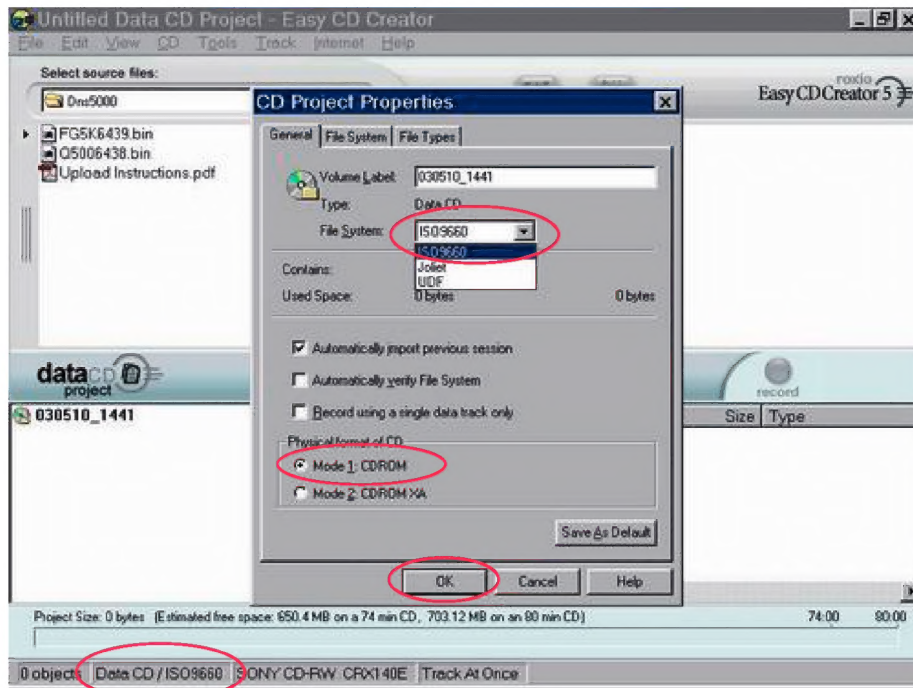 Untitled Data CD Project - Easy CD Creator
File Edit View CD Tools Track Internet Help
Select source files:
Dns5000
roxio
Easy CD Creator 5
FG5K6439.bin
Q5006438.bin
Upload Instructions.pdf
CD Project Properties
General File System File Types
Volume Label: 030510_1441
Type: Data CD
File System: ISO9660
ISO9660
Joliet
UDF
Contains:
Used Space: 0 bytes 0 bytes
Automatically import previous session
Automatically verify File System
Record using a single data track only
Physical format of CD
Mode 1: CDROM
Mode 2: CDROM XA
Save As Default
OK Cancel Help
datacd
project
record
030510_1441
Size Type
Project Size: 0 bytes (Estimated free space: 650.4 MB on a 74 min CD, 703.12 MB on an 80 min CD)
74:00 80:00
0 objects Data CD / ISO9660 SONY CD-RW CRX140E Track At Once